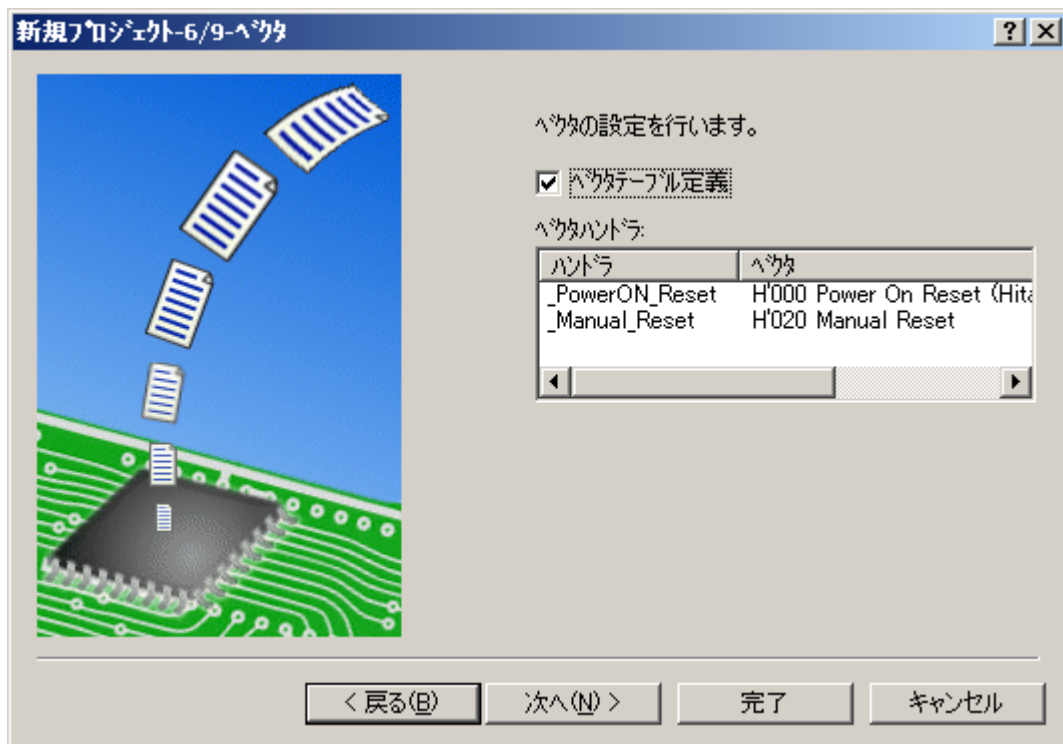 新規ﾌﾟﾛｼﾞｪｸﾄ-6/9-ﾍﾞｸﾀ
ﾍﾞｸﾀの設定を行います。
ﾍﾞｸﾀﾃｰﾌﾞﾙ定義
ﾍﾞｸﾀﾊﾝﾄﾞﾗ:
ﾊﾝﾄﾞﾗ ﾍﾞｸﾀ
_PowerON_Reset H'000 Power On Reset (Hita
_Manual_Reset H'020 Manual Reset
< 戻る(B) 次へ(N) > 完了 キャンセル